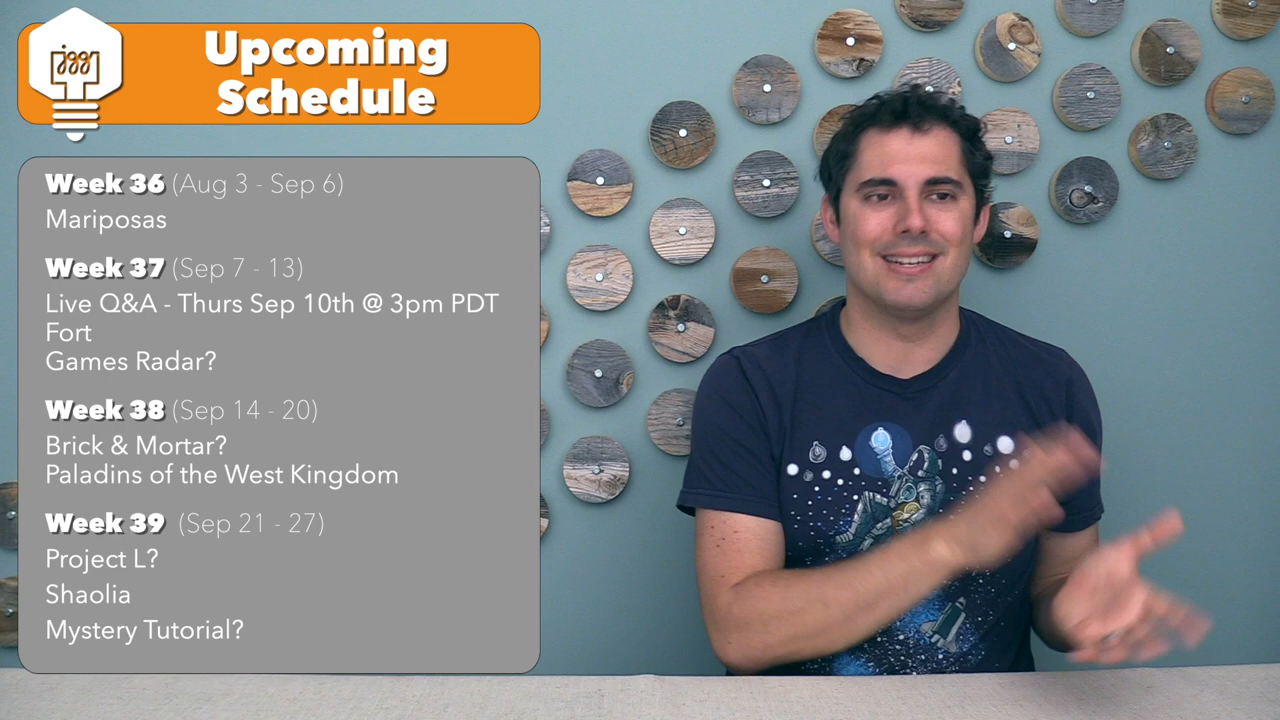 jggr
Upcoming
Schedule
Week 36 (Aug 3 - Sep 6)
Mariposas
Week 37 (Sep 7 - 13)
Live Q&A - Thurs Sep 10th @ 3pm PDT
Fort
Games Radar?
Week 38 (Sep 14 - 20)
Brick & Mortar?
Paladins of the West Kingdom
Week 39 (Sep 21 - 27)
Project L?
Shaolia
Mystery Tutorial?